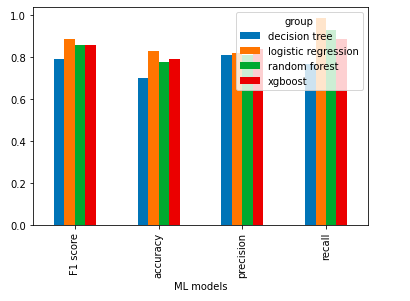 group
decision tree
logistic regression
random forest
xgboost
1.0
0.8
0.6
0.4
0.2
0.0
F1 score
accuracy
precision
recall
ML models